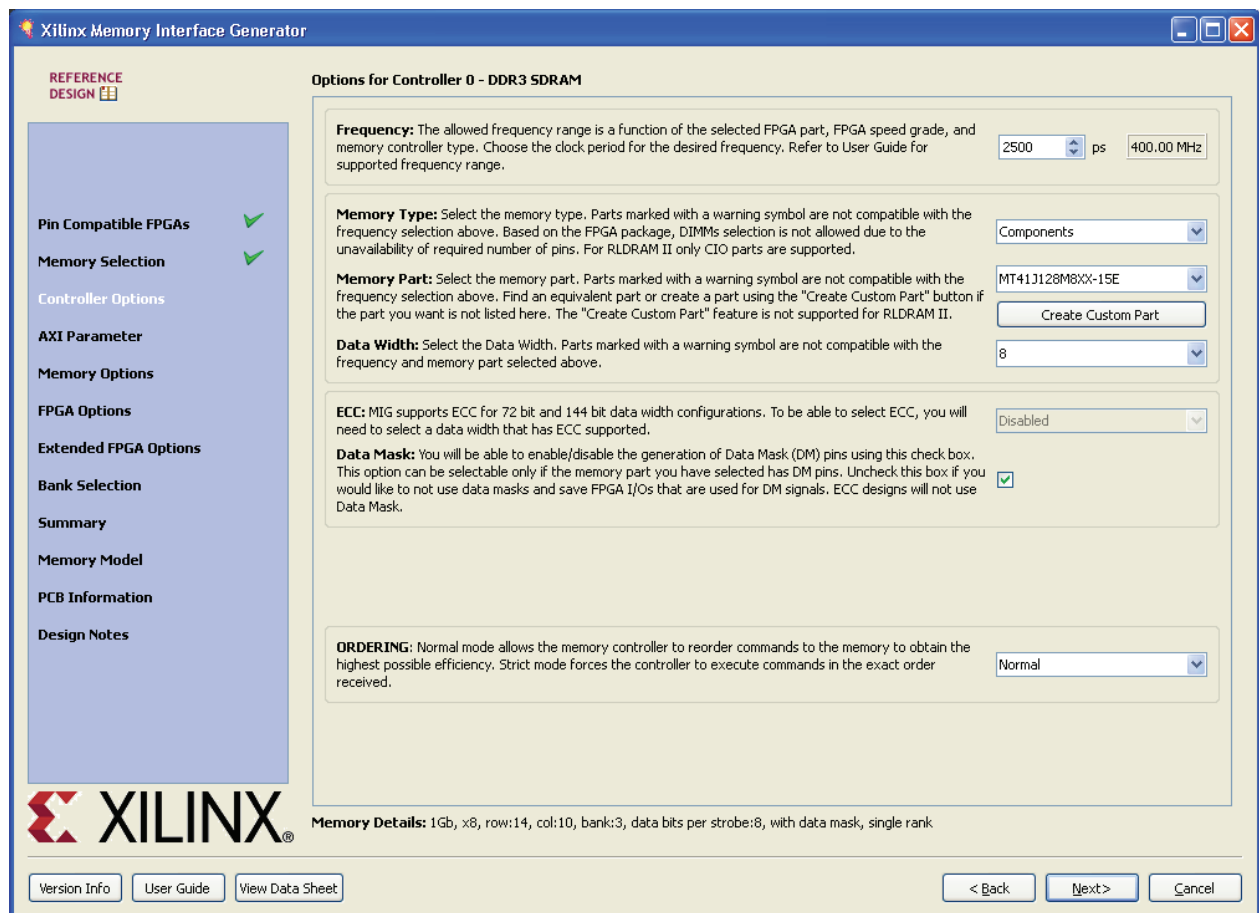 Xilinx Memory Interface Generator
REFERENCE
DESIGN
Pin Compatible FPGAs
Memory Selection
Controller Options
AXI Parameter
Memory Options
FPGA Options
Extended FPGA Options
Bank Selection
Summary
Memory Model
PCB Information
Design Notes
XILINX®
Options for Controller 0 - DDR3 SDRAM
Frequency: The allowed frequency range is a function of the selected FPGA part, FPGA speed grade, and
memory controller type. Choose the clock period for the desired frequency. Refer to User Guide for
supported frequency range.
2500 ps 400.00 MHz
Memory Type: Select the memory type. Parts marked with a warning symbol are not compatible with the
frequency selection above. Based on the FPGA package, DIMMs selection is not allowed due to the
unavailability of required number of pins. For RLDRAM II only CIO parts are supported.
Components
Memory Part: Select the memory part. Parts marked with a warning symbol are not compatible with the
frequency selection above. Find an equivalent part or create a part using the "Create Custom Part" button if
the part you want is not listed here. The "Create Custom Part" feature is not supported for RLDRAM II.
MT41J128M8XX-15E
Create Custom Part
Data Width: Select the Data Width. Parts marked with a warning symbol are not compatible with the
frequency and memory part selected above.
8
ECC: MIG supports ECC for 72 bit and 144 bit data width configurations. To be able to select ECC, you will
need to select a data width that has ECC supported.
Disabled
Data Mask: You will be able to enable/disable the generation of Data Mask (DM) pins using this check box.
This option can be selectable only if the memory part you have selected has DM pins. Uncheck this box if you
would like to not use data masks and save FPGA I/Os that are used for DM signals. ECC designs will not use
Data Mask.
ORDERING: Normal mode allows the memory controller to reorder commands to the memory to obtain the
highest possible efficiency. Strict mode forces the controller to execute commands in the exact order
received.
Normal
Memory Details: 1Gb, x8, row:14, col:10, bank:3, data bits per strobe:8, with data mask, single rank
Version Info User Guide View Data Sheet < Back Next> Cancel